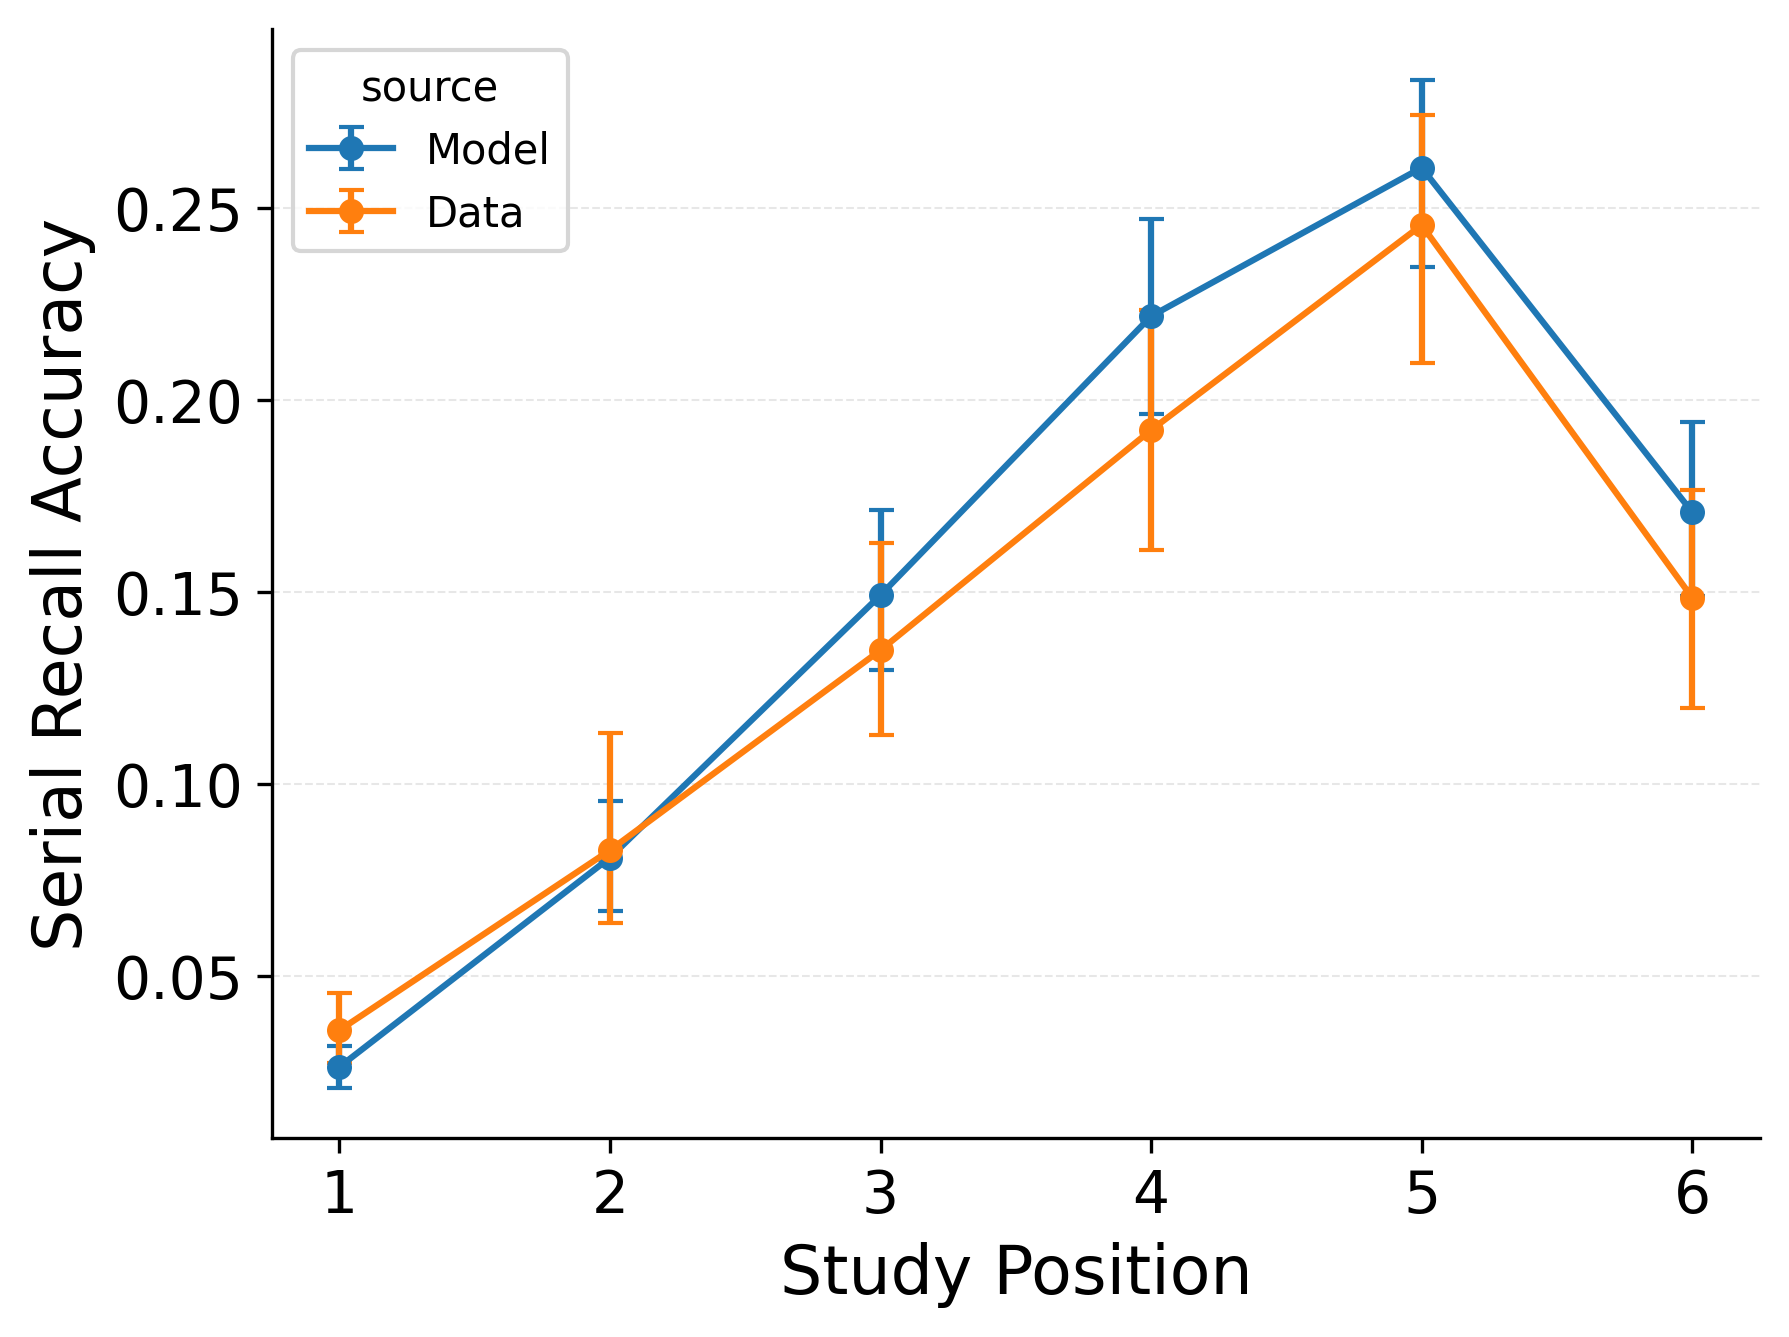 source
Model
Data
Serial Recall Accuracy
0.25
0.20
0.15
0.10
0.05
1 2 3 4 5 6
Study Position